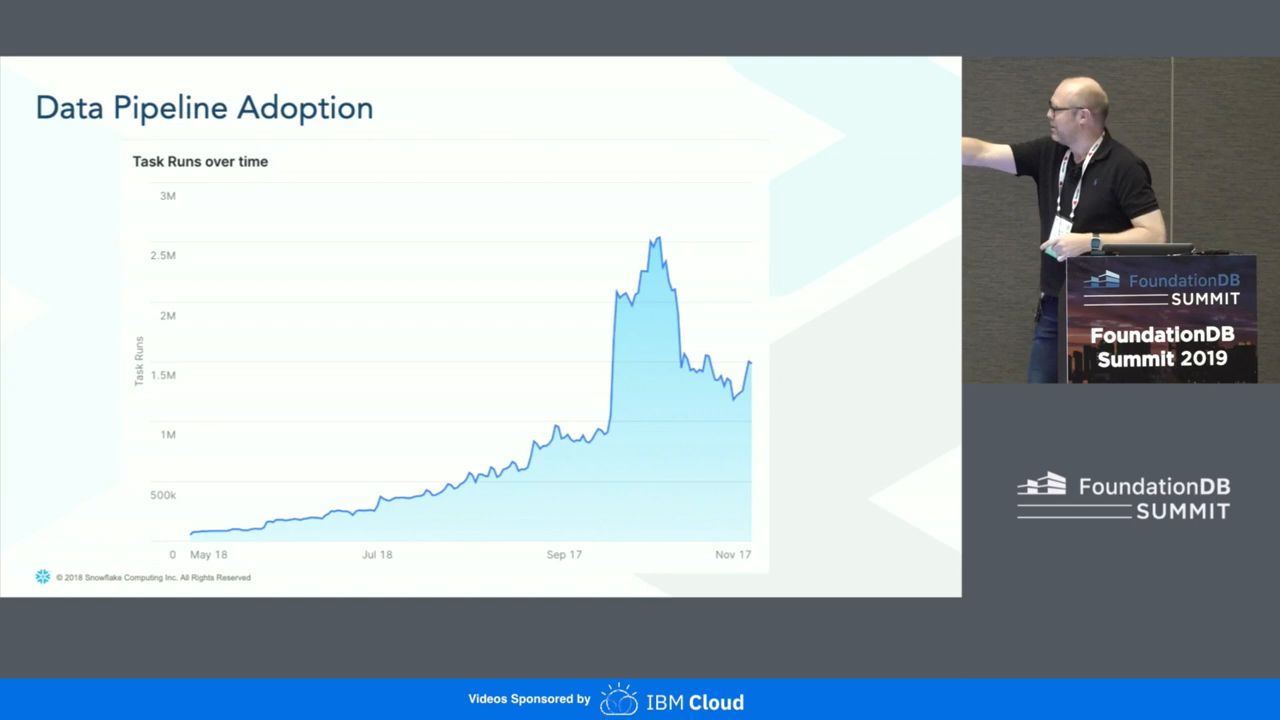 Data Pipeline Adoption
Task Runs over time
3M
2.5M
2M
1.5M
1M
500k
0
Task Runs
May 18
Jul 18
Sep 17
Nov 17
© 2018 Snowflake Computing Inc. All Rights Reserved
FoundationDB
SUMMIT
FoundationDB
Summit 2019
FoundationDB
SUMMIT
Videos Sponsored by IBM Cloud